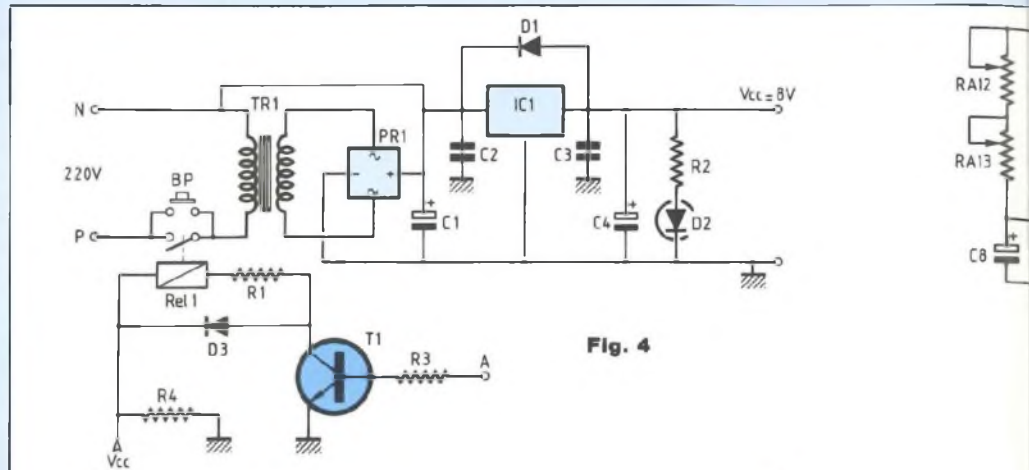 D1
N
TR1
IC1
Vcc = 8V
RA12
PR1
~
-
+
~
C2
C3
R2
220V
BP
+
C1
+
C4
D2
RA13
P
+
C8
Rel 1
R1
D3
T1
R3
A
Fig. 4
R4
Vcc